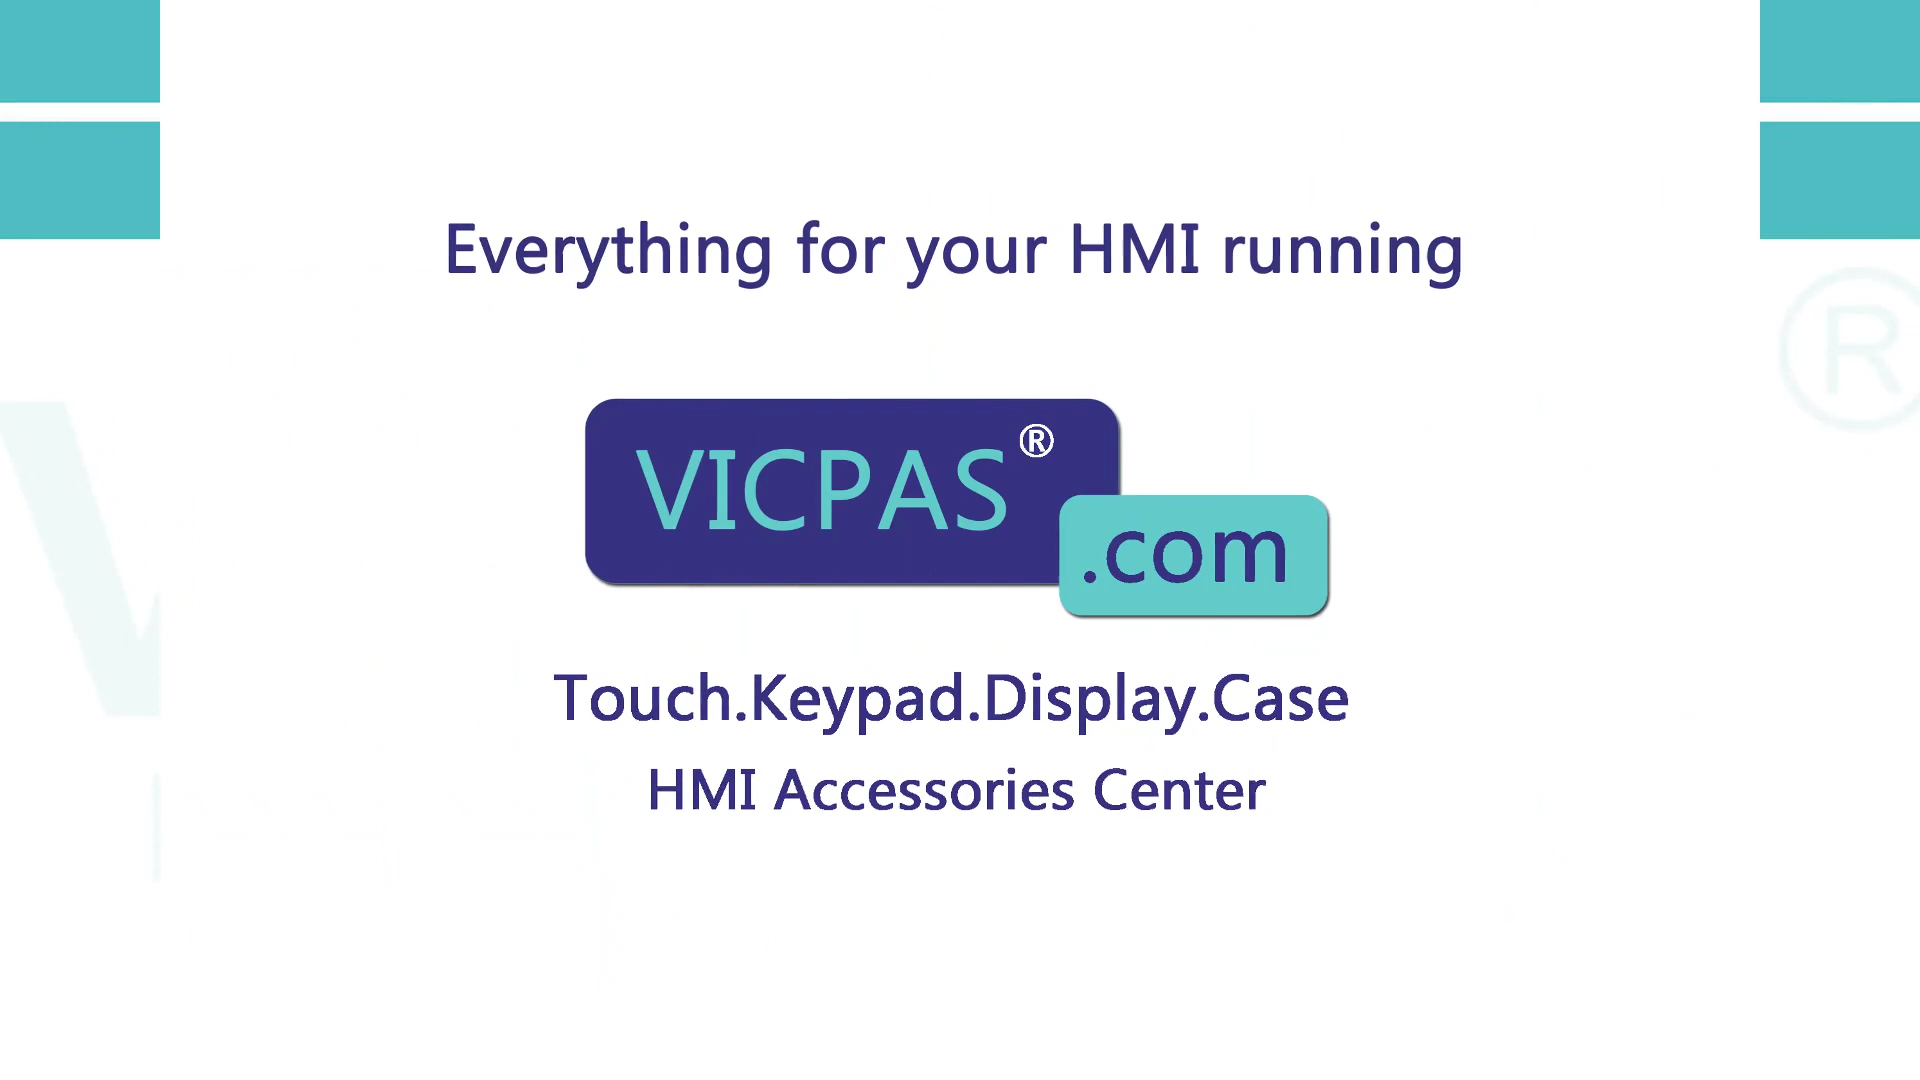 Everything for your HMI running
VICPAS®
.com
Touch.Keypad.Display.Case
HMI Accessories Center
®